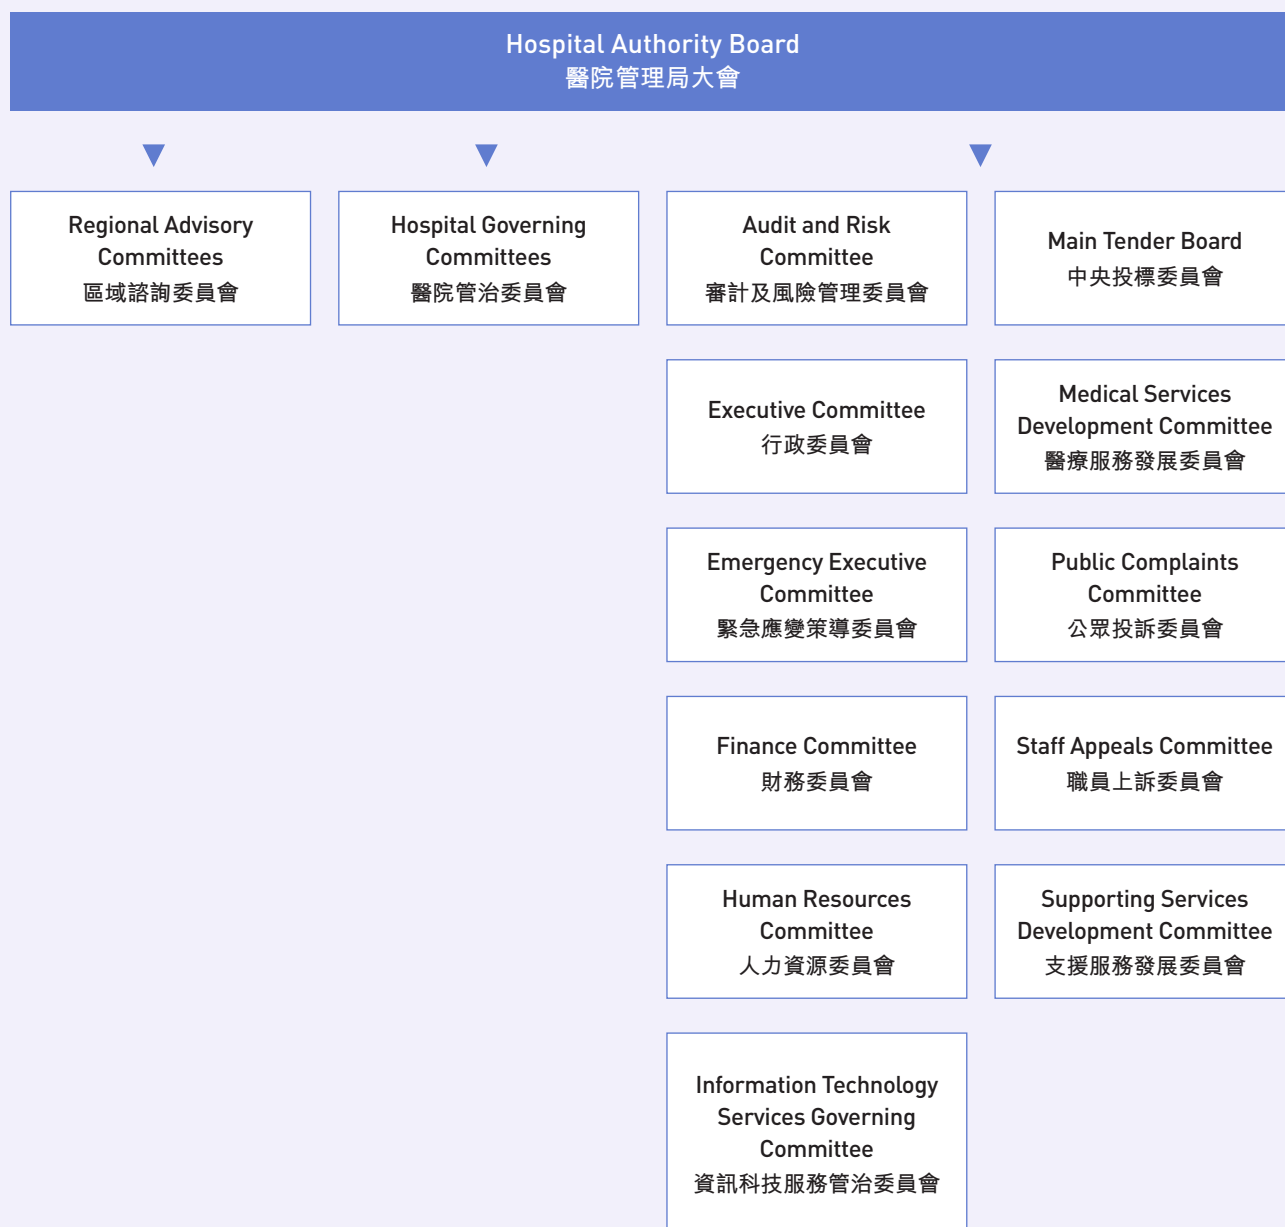 Hospital Authority Board
醫院管理局大會
Regional Advisory
Committees
區域諮詢委員會
Hospital Governing
Committees
醫院管治委員會
Audit and Risk
Committee
審計及風險管理委員會
Main Tender Board
中央投標委員會
Executive Committee
行政委員會
Medical Services
Development Committee
醫療服務發展委員會
Emergency Executive
Committee
緊急應變策導委員會
Public Complaints
Committee
公眾投訴委員會
Finance Committee
財務委員會
Staff Appeals Committee
職員上訴委員會
Human Resources
Committee
人力資源委員會
Supporting Services
Development Committee
支援服務發展委員會
Information Technology
Services Governing
Committee
資訊科技服務管治委員會